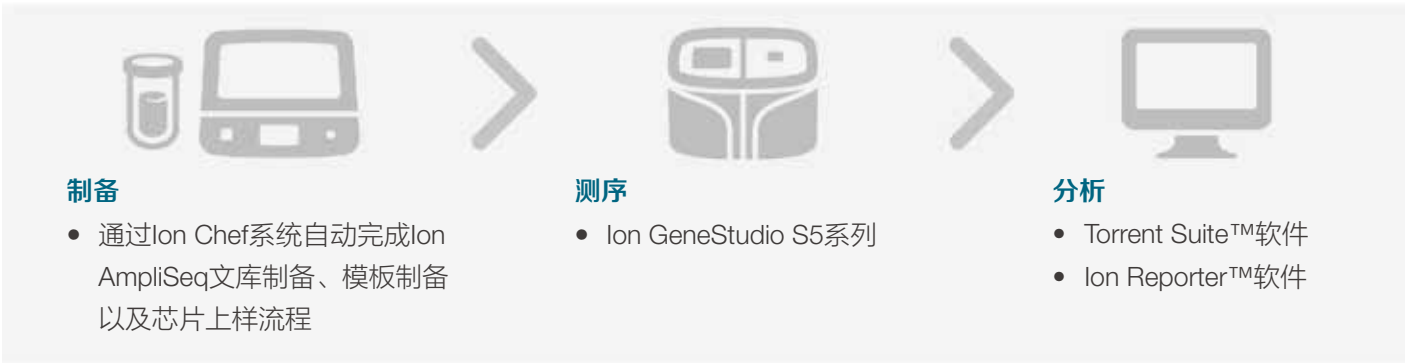 制备
• 通过Ion Chef系统自动完成Ion
AmpliSeq文库制备、模板制备
以及芯片上样流程
测序
• Ion GeneStudio S5系列
分析
• Torrent Suite™软件
• Ion Reporter™软件